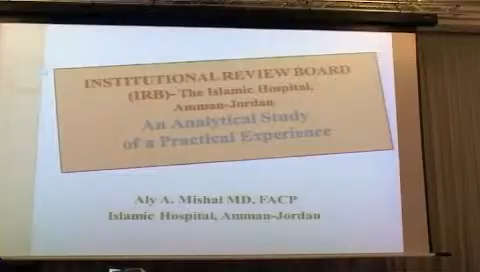 INSTITUTIONAL REVIEW BOARD
(IRB)- The Islamic Hospital,
Amman-Jordan
An Analytical Study
of a Practical Experience
Aly A. Mishal MD, FACP
Islamic Hospital, Amman-Jordan